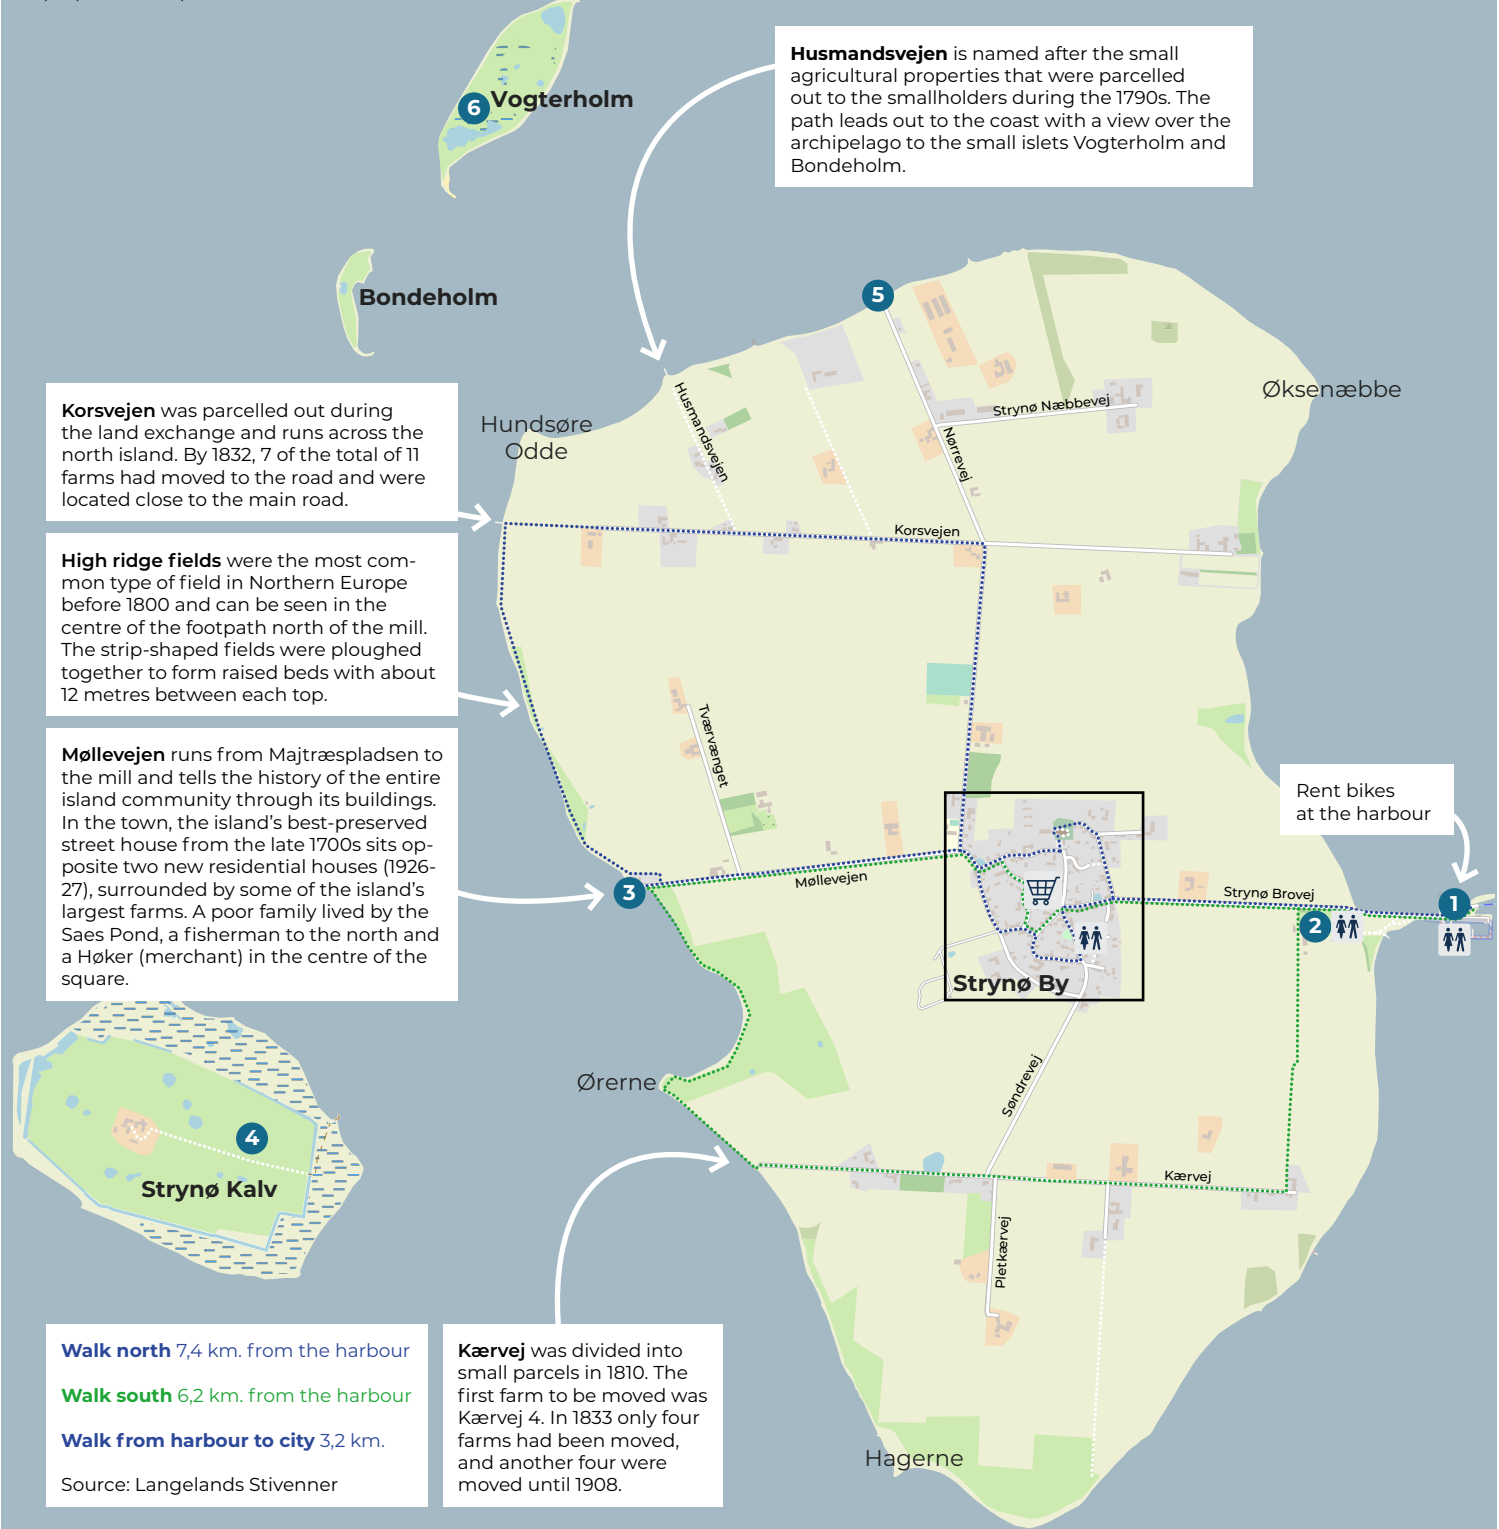 Husmandsvejen is named after the small
agricultural properties that were parcelled
out to the smallholders during the 1790s. The
path leads out to the coast with a view over the
archipelago to the small islets Vogterholm and
Bondeholm.
6 Vogterholm
Bondeholm
5
Øksenæbbe
Strynø Næbbevej
Husmandsvejen
Nørrevej
Hundsøre
Odde
Korsvejen
Korsvejen was parcelled out during
the land exchange and runs across the
north island. By 1832, 7 of the total of 11
farms had moved to the road and were
located close to the main road.
High ridge fields were the most com-
mon type of field in Northern Europe
before 1800 and can be seen in the
centre of the footpath north of the mill.
The strip-shaped fields were ploughed
together to form raised beds with about
12 metres between each top.
Tværvænget
Møllevejen runs from Majtræspladsen to
the mill and tells the history of the entire
island community through its buildings.
In the town, the island's best-preserved
street house from the late 1700s sits op-
posite two new residential houses (1926-
27), surrounded by some of the island's
largest farms. A poor family lived by the
Saes Pond, a fisherman to the north and
a Høker (merchant) in the centre of the
square.
Rent bikes
at the harbour
3
Møllevejen
Strynø Brovej
1
2
Strynø By
Ørerne
Søndrevej
4
Strynø Kalv
Kærvej
Pletkærvej
Hagerne
Walk north 7,4 km. from the harbour
Walk south 6,2 km. from the harbour
Walk from harbour to city 3,2 km.
Source: Langelands Stivenner
Kærvej was divided into
small parcels in 1810. The
first farm to be moved was
Kærvej 4. In 1833 only four
farms had been moved,
and another four were
moved until 1908.